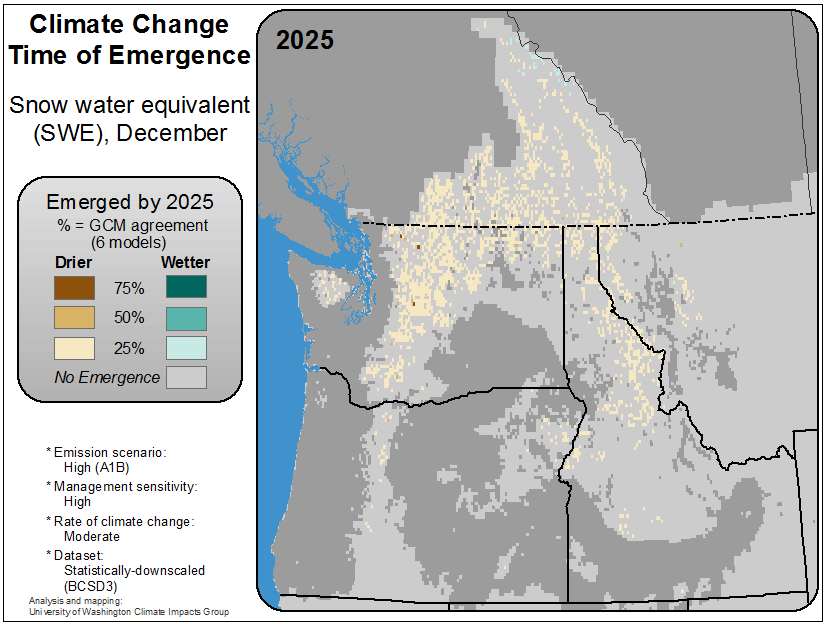 Climate Change
Time of Emergence
Snow water equivalent
(SWE), December
Emerged by 2025
% = GCM agreement
(6 models)
Drier Wetter
75%
50%
25%
No Emergence
* Emission scenario:
High (A1B)
* Management sensitivity:
High
* Rate of climate change:
Moderate
* Dataset:
Statistically-downscaled
(BCSD3)
Analysis and mapping:
University of Washington Climate Impacts Group
2025